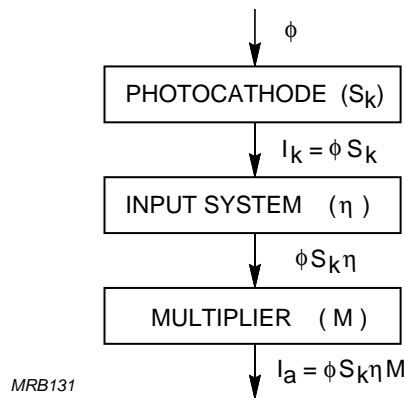 ϕ
PHOTOCATHODE (Sk)
Ik = ϕ Sk
INPUT SYSTEM (η)
ϕSkη
MULTIPLIER (M)
Ia = ϕSkηM
MRB131